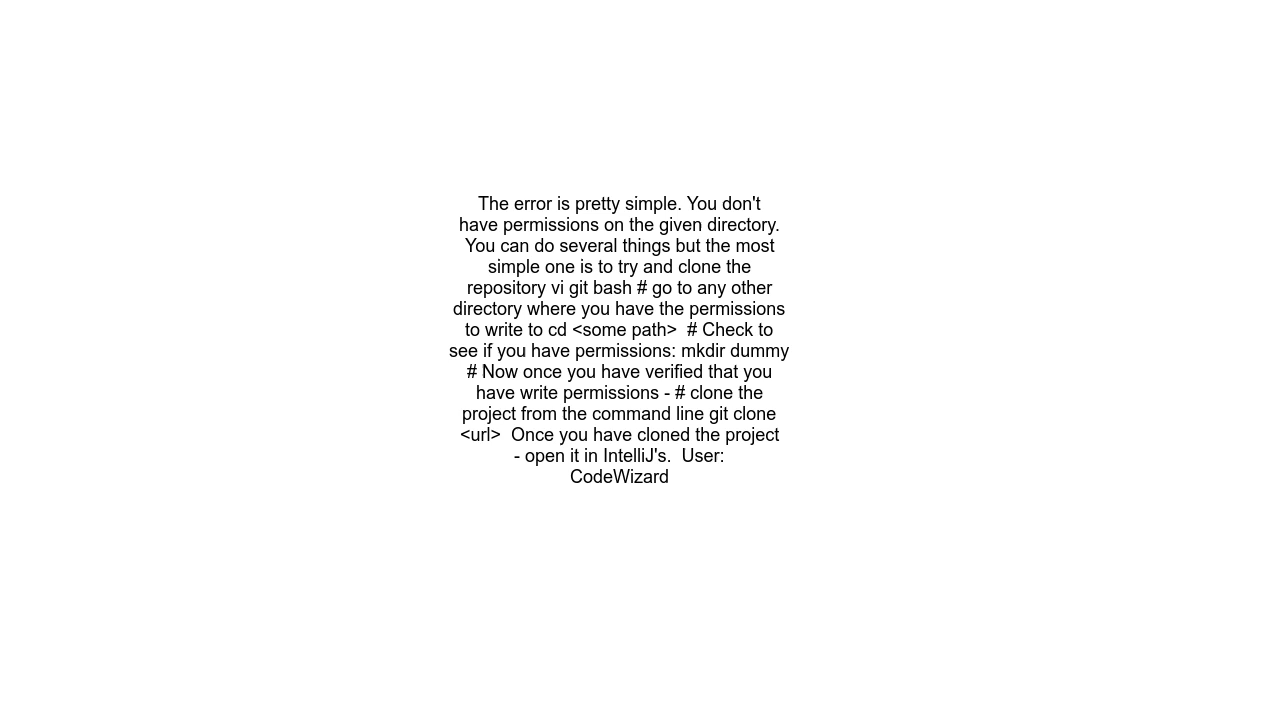 The error is pretty simple. You don't
have permissions on the given directory.
You can do several things but the most
simple one is to try and clone the
repository vi git bash # go to any other
directory where you have the permissions
to write to cd <some path>  # Check to
see if you have permissions: mkdir dummy
# Now once you have verified that you
have write permissions - # clone the
project from the command line git clone
<url>  Once you have cloned the project
- open it in IntelliJ's.  User:
CodeWizard